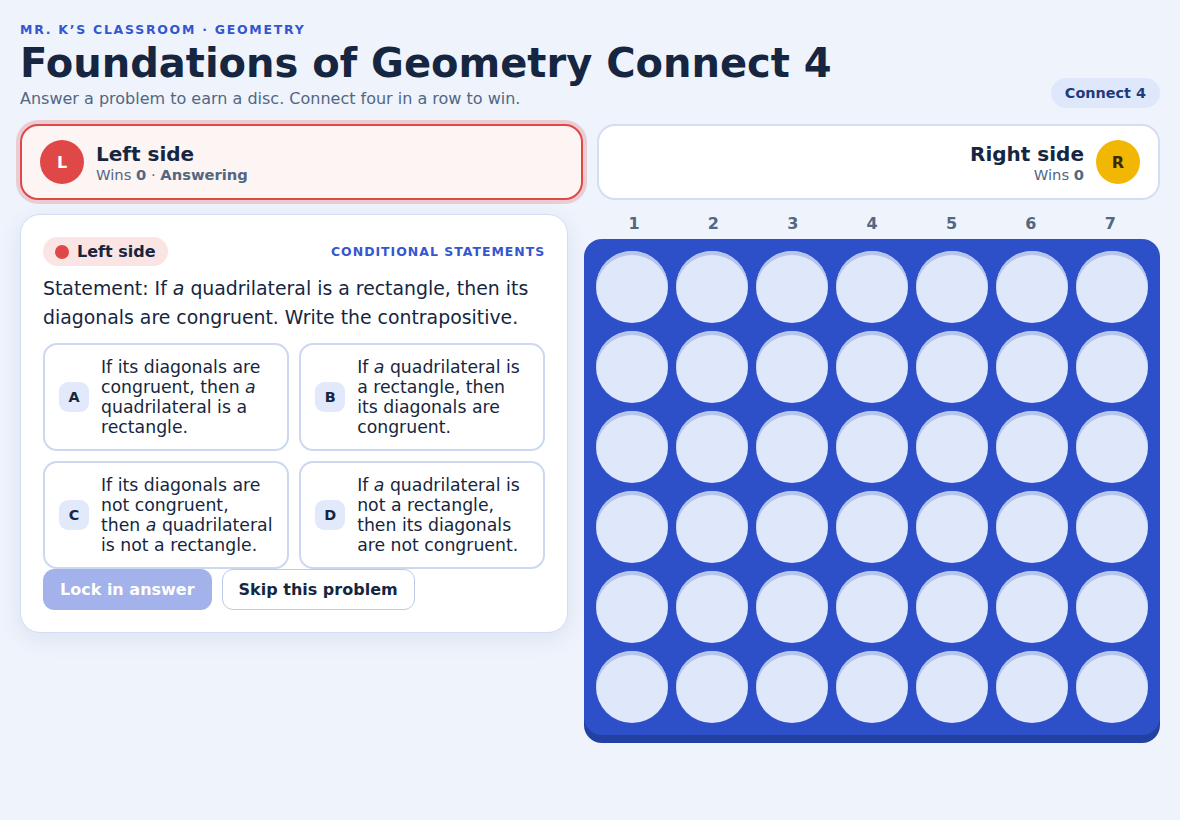 MR. K’S CLASSROOM · GEOMETRY
Foundations of Geometry Connect 4
Answer a problem to earn a disc. Connect four in a row to win.
Connect 4
L
Left side
Wins 0 · Answering
Right side
Wins 0
R
Left side
CONDITIONAL STATEMENTS
Statement: If a quadrilateral is a rectangle, then its
diagonals are congruent. Write the contrapositive.
A
If its diagonals are
congruent, then a
quadrilateral is a
rectangle.
B
If a quadrilateral is
a rectangle, then
its diagonals are
congruent.
C
If its diagonals are
not congruent,
then a quadrilateral
is not a rectangle.
D
If a quadrilateral is
not a rectangle,
then its diagonals
are not congruent.
Lock in answer
Skip this problem
1 2 3 4 5 6 7